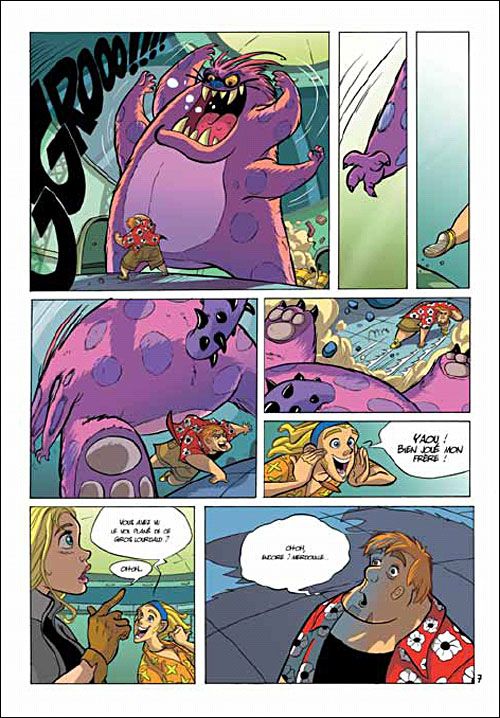 JGROOO!!!!
YAOU!
BIEN JOUÉ MON
FRÈRE!
VOUS AVEZ VU
LE VOL PLANÉ DE CE
GROS LOURDAUD?
OHOH...
OHOH,
ENCORE? MERDOUILLE...
7